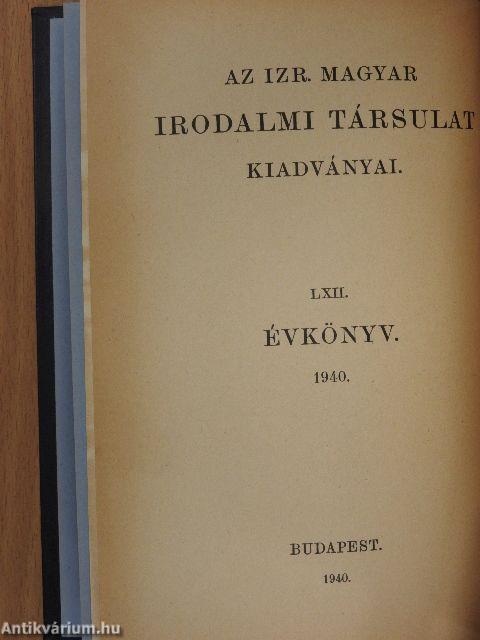 AZ IZR. MAGYAR
IRODALMI TÁRSULAT
KIADVÁNYAI.
LXII.
ÉVKÖNYV.
1940.
BUDAPEST.
1940.
Antikvárium.hu